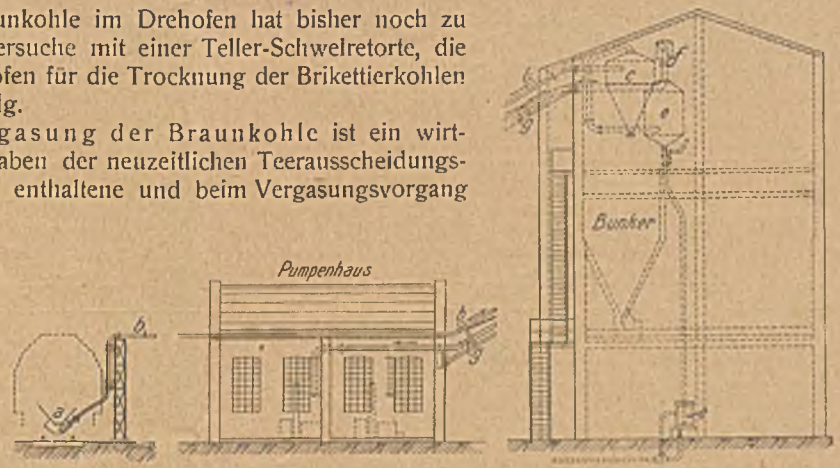 unkohle im Drehofen hat bisher noch zu
ersuche mit einer Teller-Schwelretorte, die
ofen für die Trocknung der Brikettierkohlen
lg.
gasung der Braunkohle ist ein wirt-
aben der neuzeitlichen Teerausscheidungs-
enthaltene und beim Vergasungsvorgang
Pumpenhaus
Bunker
a
b
b
g
c
e
f